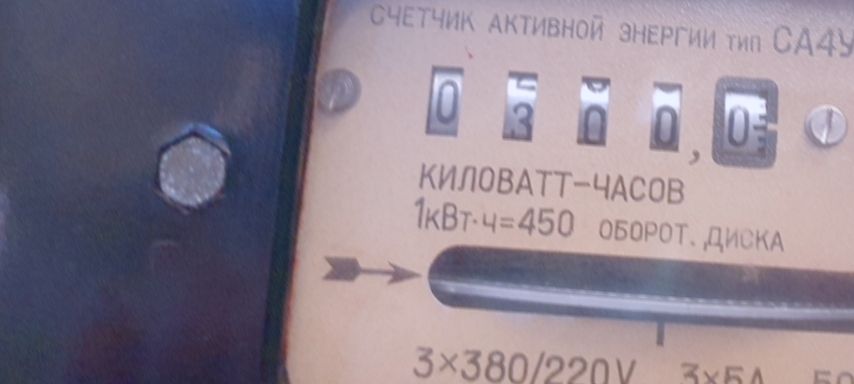 СЧЕТЧИК АКТИВНОЙ ЭНЕРГИИ тип СА4У
0 3 0 0,0
КИЛОВАТТ-ЧАСОВ
1кВт·ч=450 ОБОРОТ. ДИСКА
3×380/220V 3×5А 50